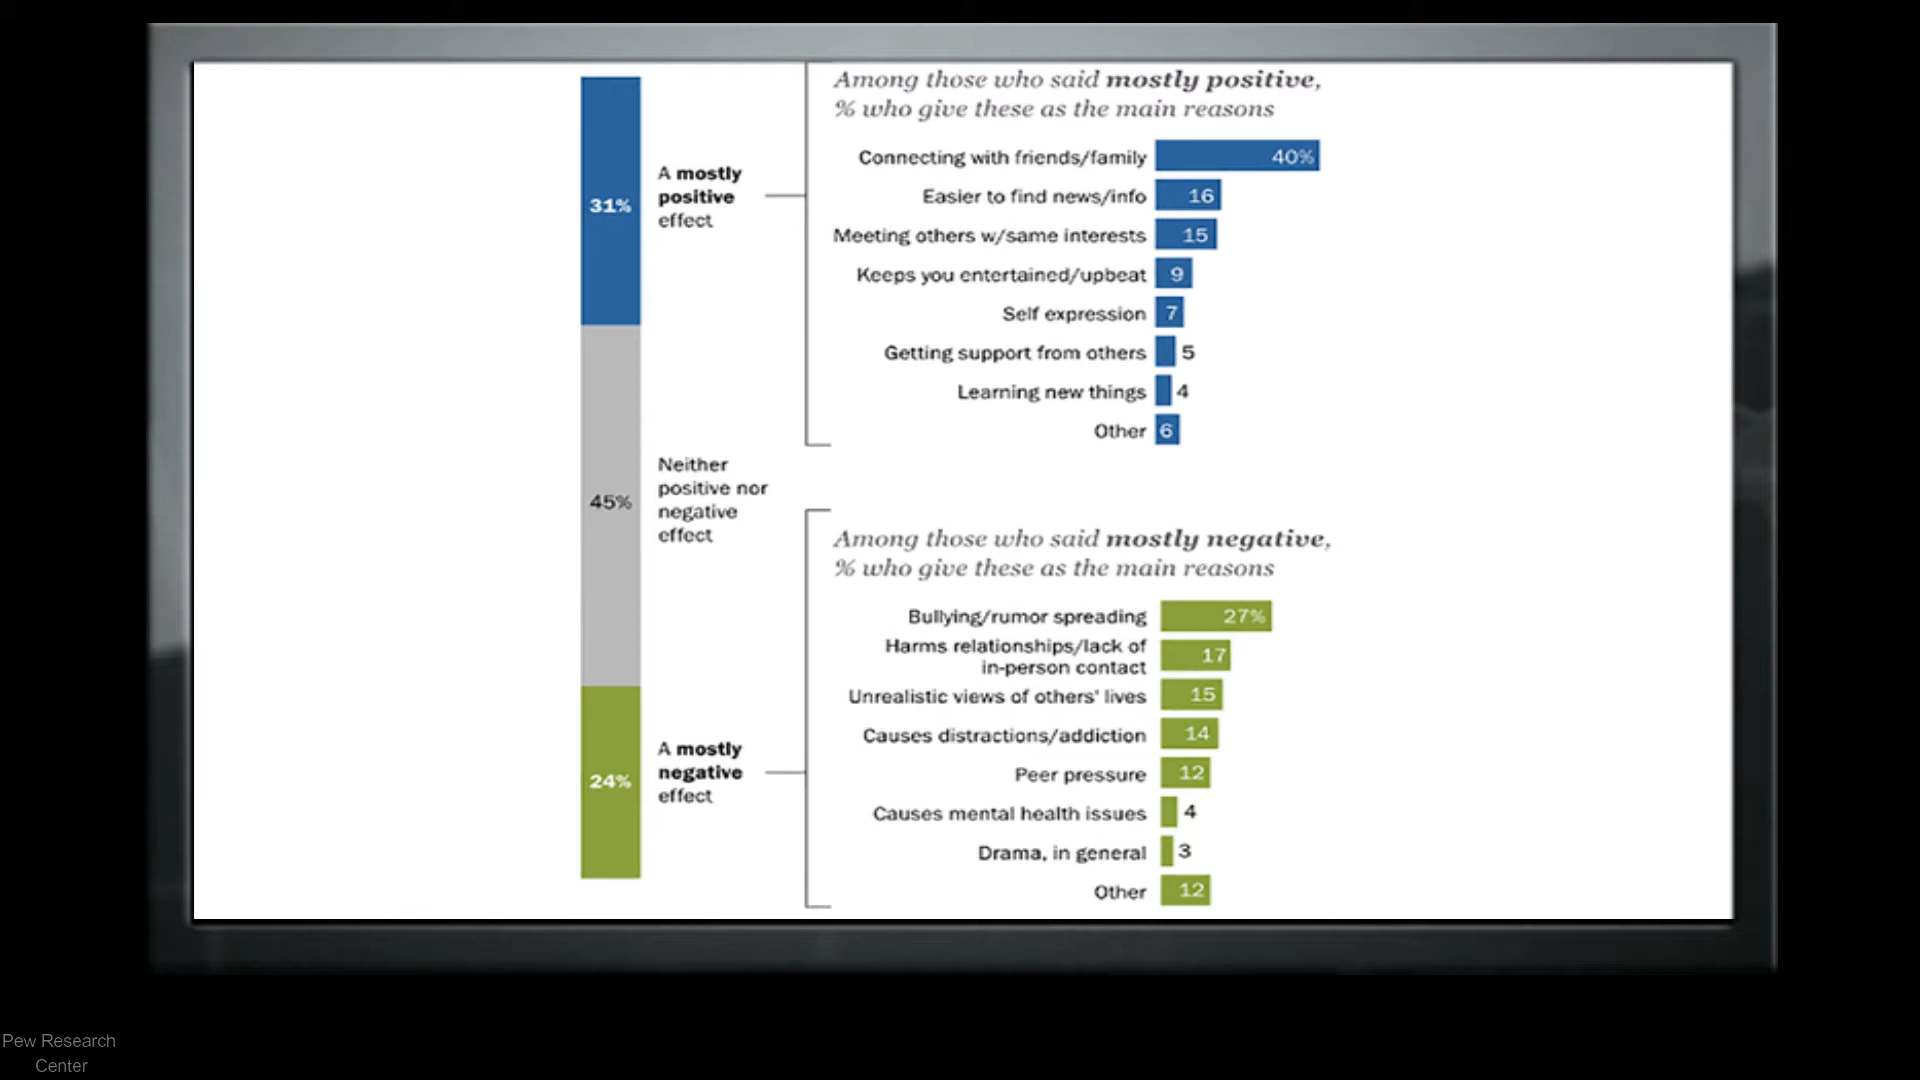 31%
A mostly
positive
effect
45%
Neither
positive nor
negative
effect
24%
A mostly
negative
effect
Among those who said mostly positive,
% who give these as the main reasons
Connecting with friends/family 40%
Easier to find news/info 16
Meeting others w/same interests 15
Keeps you entertained/upbeat 9
Self expression 7
Getting support from others 5
Learning new things 4
Other 6
Among those who said mostly negative,
% who give these as the main reasons
Bullying/rumor spreading 27%
Harms relationships/lack of
in-person contact 17
Unrealistic views of others' lives 15
Causes distractions/addiction 14
Peer pressure 12
Causes mental health issues 4
Drama, in general 3
Other 12
Pew Research
Center